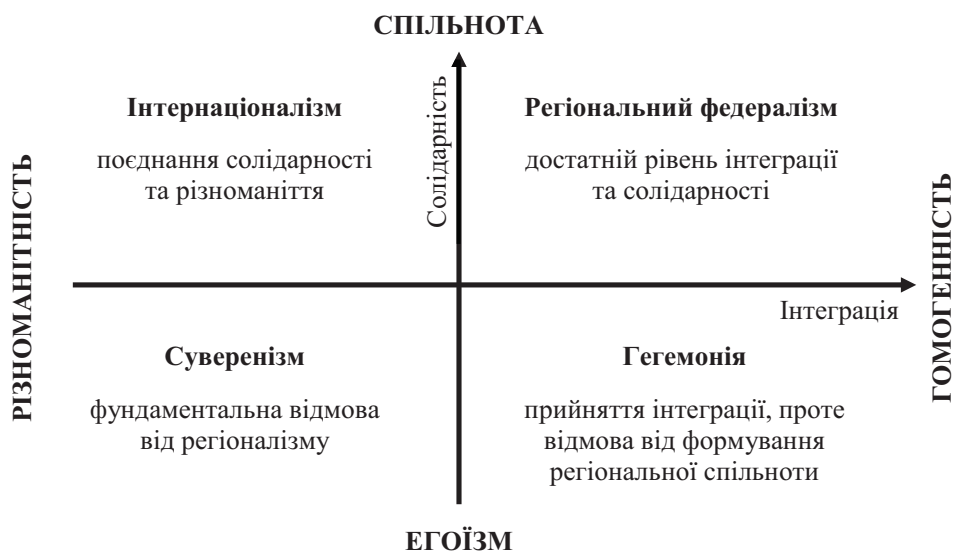 СПІЛЬНОТА
Солідарність
Інтернаціоналізм
поєднання солідарності
та різноманіття
Регіональний федералізм
достатній рівень інтеграції
та солідарності
РІЗНОМАНІТНІСТЬ
ГОМОГЕННІСТЬ
Інтеграція
Суверенізм
фундаментальна відмова
від регіоналізму
Гегемонія
прийняття інтеграції, проте
відмова від формування
регіональної спільноти
ЕГОЇЗМ